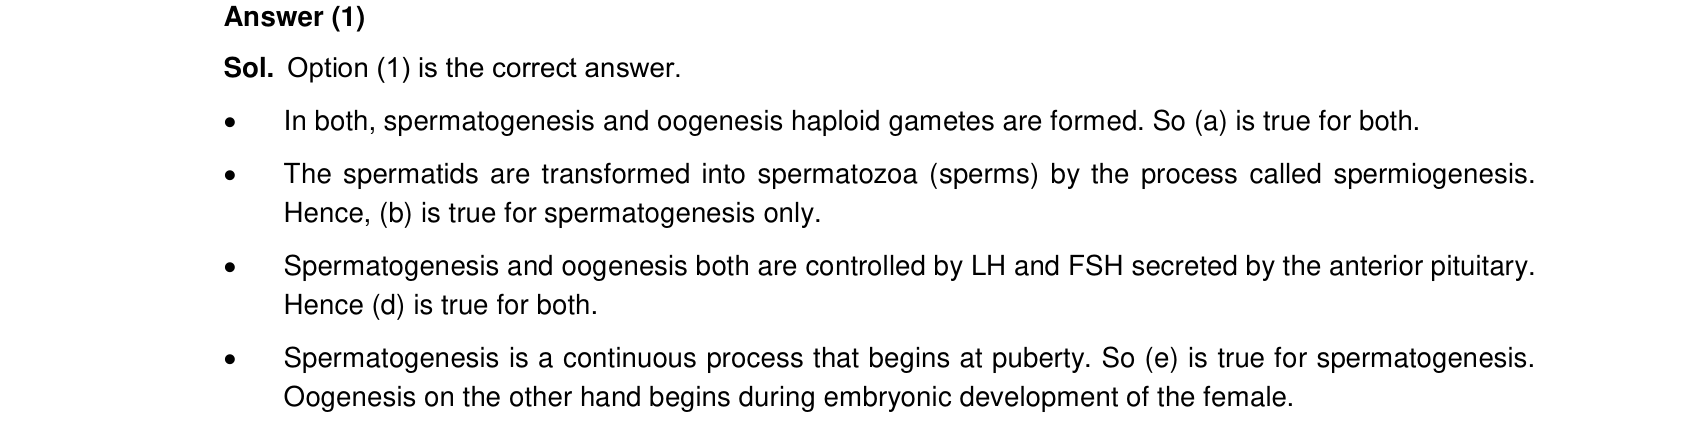 Answer (1)
Sol. Option (1) is the correct answer.
• In both, spermatogenesis and oogenesis haploid gametes are formed. So (a) is true for both.
• The spermatids are transformed into spermatozoa (sperms) by the process called spermiogenesis.
Hence, (b) is true for spermatogenesis only.
• Spermatogenesis and oogenesis both are controlled by LH and FSH secreted by the anterior pituitary.
Hence (d) is true for both.
• Spermatogenesis is a continuous process that begins at puberty. So (e) is true for spermatogenesis.
Oogenesis on the other hand begins during embryonic development of the female.